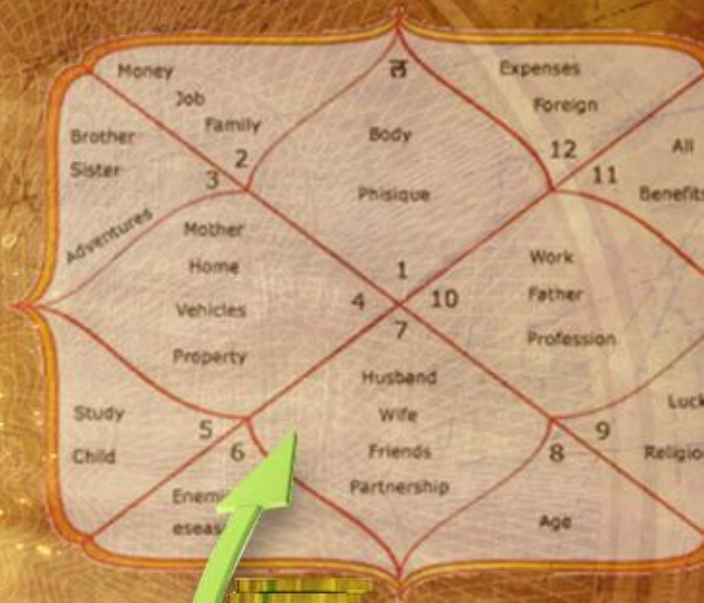 Money
Job
Family
2
Brother
Sister
3
Adventures
ल
Body
Phisique
1
Expenses
Foreign
12
11
All
Benefits
Mother
Home
Vehicles
Property
4
10
Work
Father
Profession
7
Husband
Wife
Friends
Partnership
Study
Child
5
6
8
Age
9